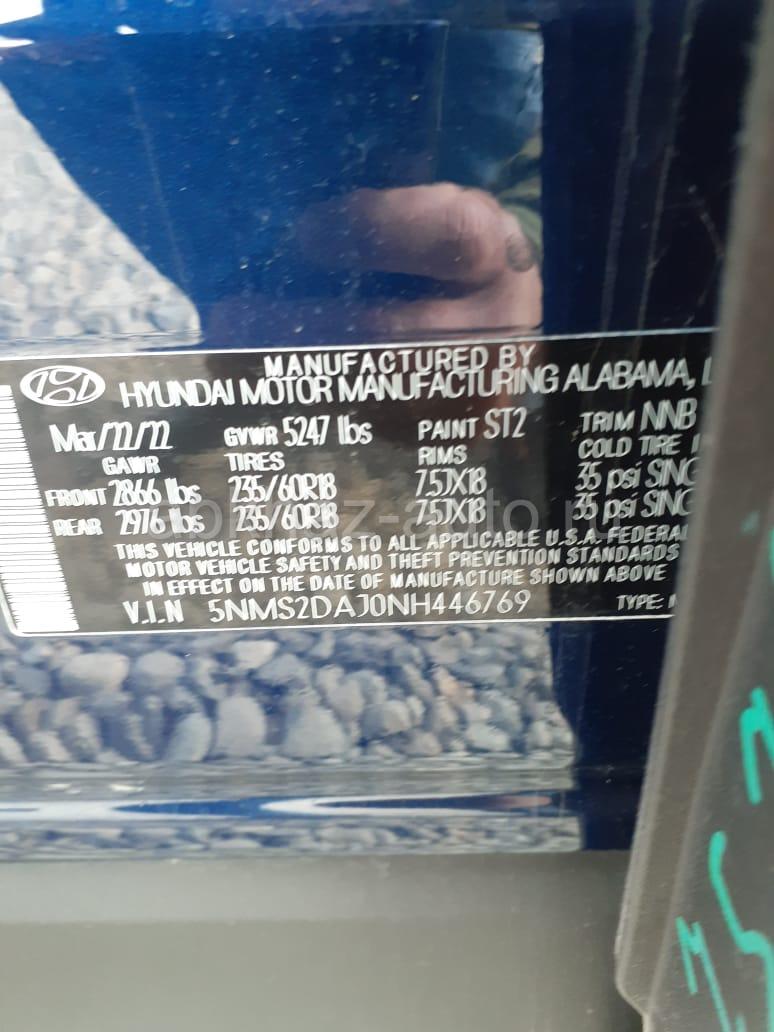 MANUFACTURED BY
HYUNDAI MOTOR MANUFACTURING ALABAMA,
GVWR 5247 lbs PAINT ST2 TRIM NNB
GAWR TIRES RIMS COLD TIRE
FRONT 2866 lbs 235/60R18 7.5JX18 35 psi SING
REAR 2976 lbs 235/60R18 7.5JX18 35 psi SING
THIS VEHICLE CONFORMS TO ALL APPLICABLE U.S.A. FEDERAL
MOTOR VEHICLE SAFETY AND THEFT PREVENTION STANDARDS
IN EFFECT ON THE DATE OF MANUFACTURE SHOWN ABOVE
V.I.N 5NMS2DAJ0NH446769 TYPE: